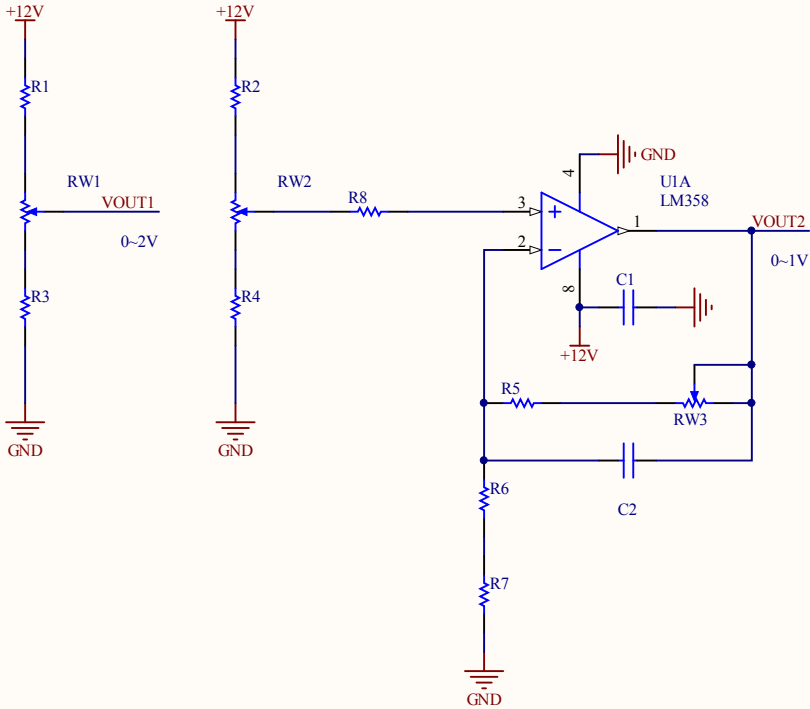 +12V
+12V
R1
R2
RW1
VOUT1
0~2V
RW2
R8
R3
R4
GND
GND
4
GND
U1A
LM358
3
+
2
−
1
VOUT2
0~1V
8
C1
+12V
R5
RW3
C2
R6
R7
GND